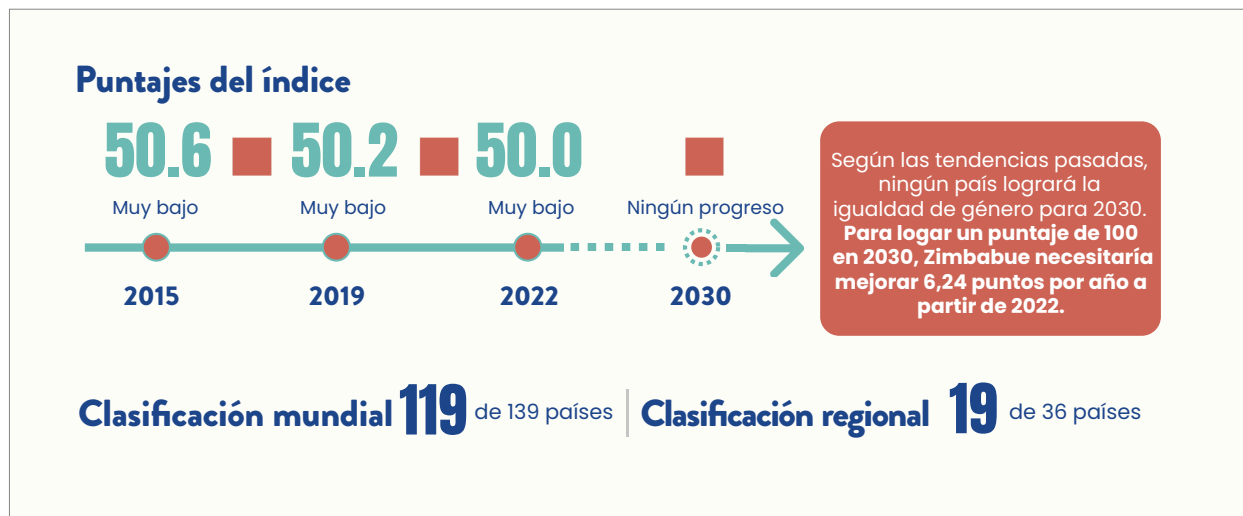 Puntajes del índice
50.6 50.2 50.0
Muy bajo Muy bajo Muy bajo Ningún progreso
2015 2019 2022 2030
Según las tendencias pasadas,
ningún país logrará la
igualdad de género para 2030.
Para logar un puntaje de 100
en 2030, Zimbabue necesitaría
mejorar 6,24 puntos por año a
partir de 2022.
Clasificación mundial 119 de 139 países
Clasificación regional 19 de 36 países